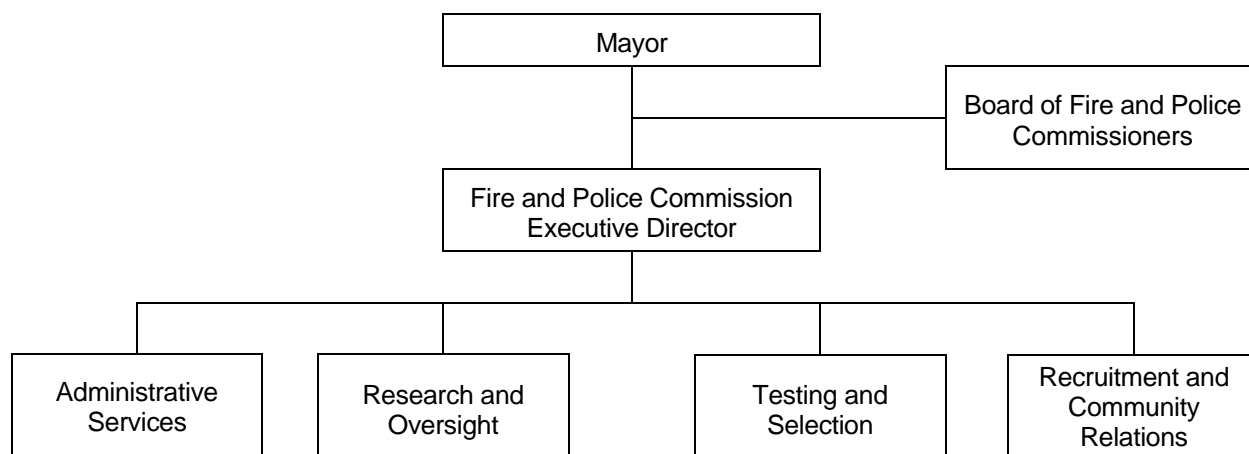 Mayor
Board of Fire and Police
Commissioners
Fire and Police Commission
Executive Director
Administrative
Services
Research and
Oversight
Testing and
Selection
Recruitment and
Community
Relations